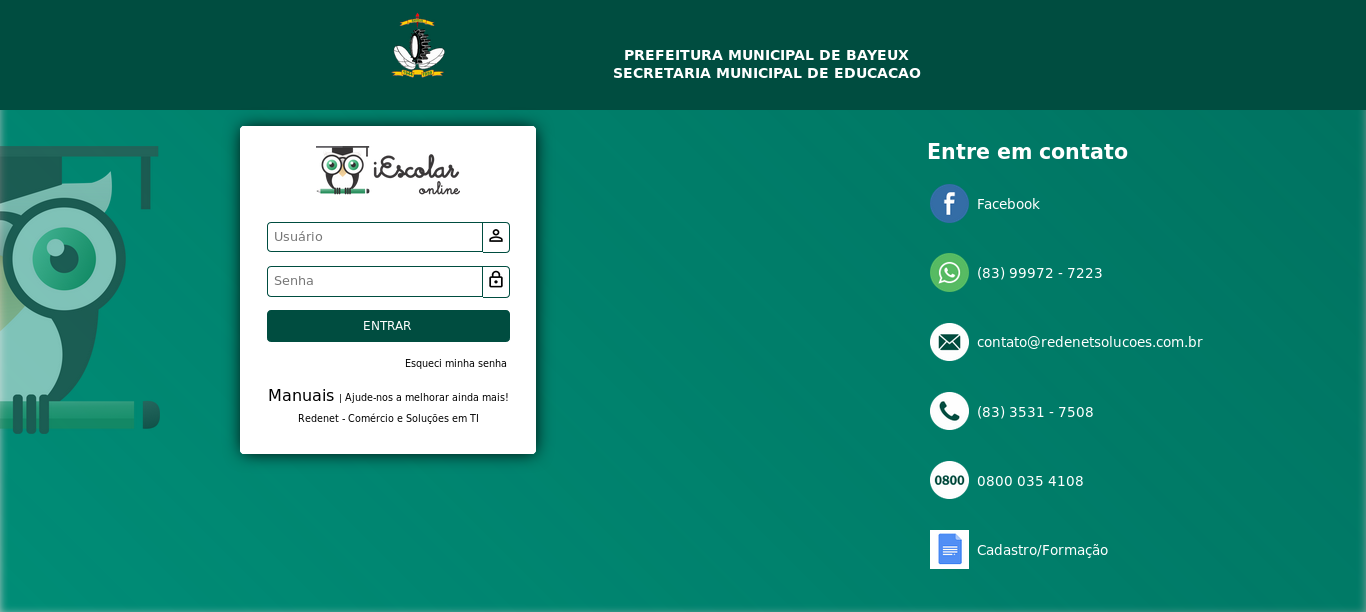 PREFEITURA MUNICIPAL DE BAYEUX
SECRETARIA MUNICIPAL DE EDUCACAO
iEscolar
online
Usuário
Senha
ENTRAR
Esqueci minha senha
Manuais | Ajude-nos a melhorar ainda mais!
Redenet - Comércio e Soluções em TI
Entre em contato
Facebook
(83) 99972 - 7223
contato@redenetsolucoes.com.br
(83) 3531 - 7508
0800 0800 035 4108
Cadastro/Formação